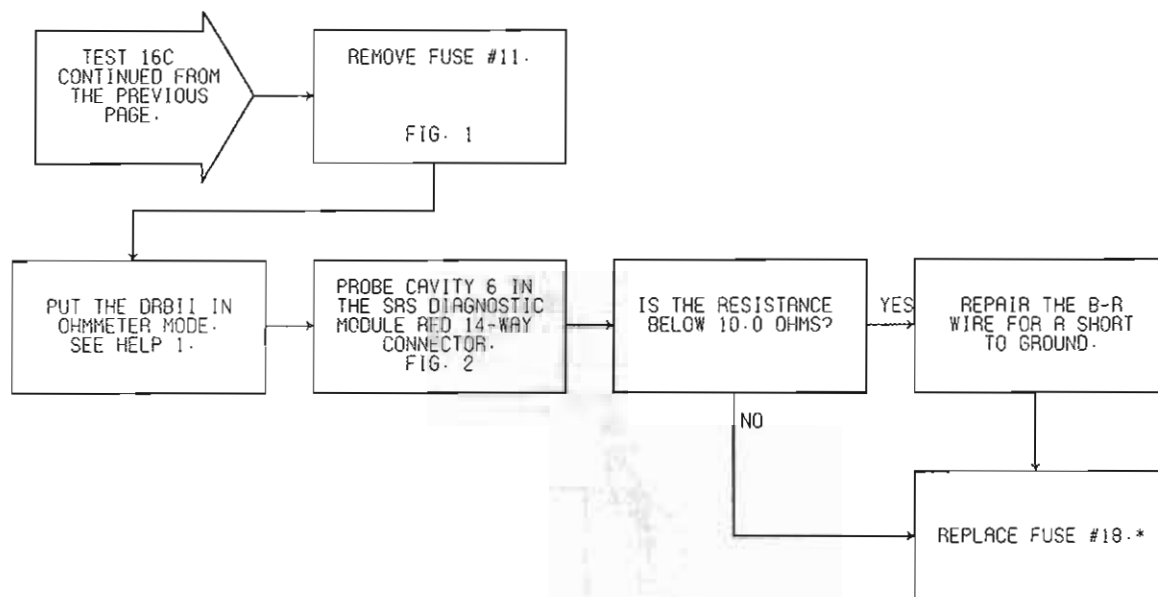 TEST 16C
CONTINUED FROM
THE PREVIOUS
PAGE.
REMOVE FUSE #11.
FIG. 1
PUT THE DRBII IN
OHMMETER MODE.
SEE HELP 1.
PROBE CAVITY 6 IN
THE SRS DIAGNOSTIC
MODULE RED 14-WAY
CONNECTOR.
FIG. 2
IS THE RESISTANCE
BELOW 10.0 OHMS?
YES
REPAIR THE B-R
WIRE FOR A SHORT
TO GROUND.
NO
REPLACE FUSE #18.*